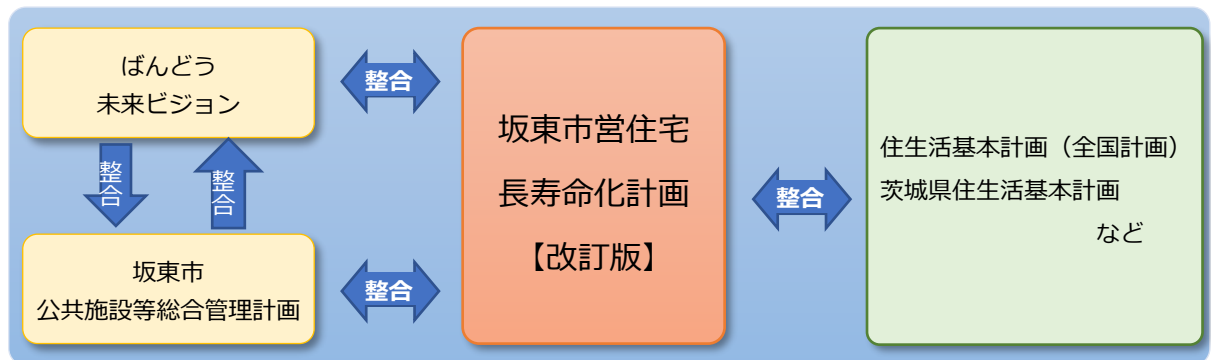 ばんどう
未来ビジョン
整合
整合
坂東市
公共施設等総合管理計画
整合
整合
坂東市営住宅
長寿命化計画
【改訂版】
整合
住生活基本計画（全国計画）
茨城県住生活基本計画
など